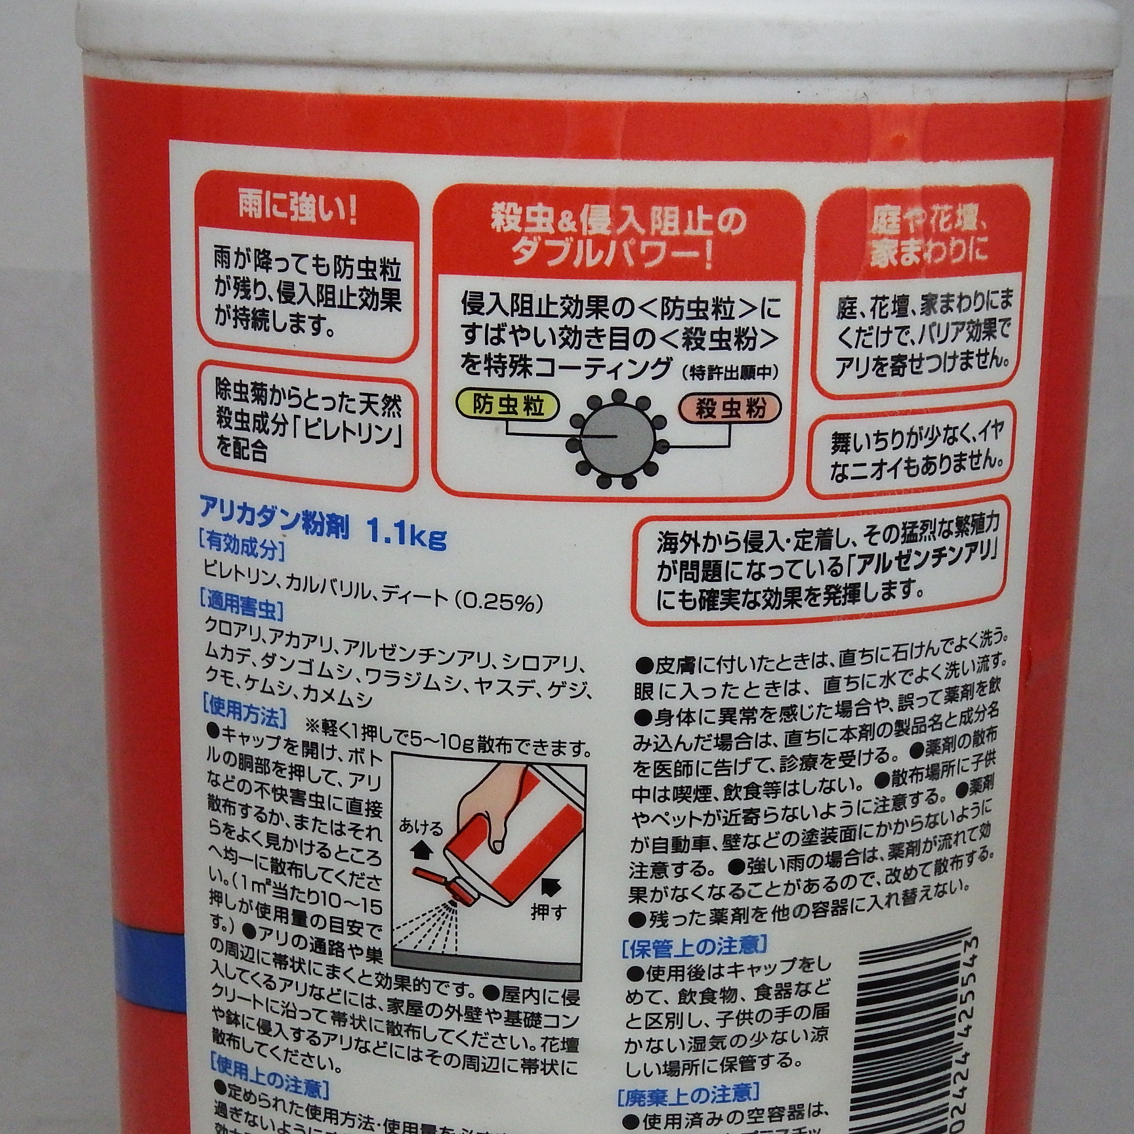 雨に強い!
雨が降っても防虫粒
が残り、侵入阻止効果
が持続します。
除虫菊からとった天然
殺虫成分「ピレトリン」
を配合
殺虫&侵入阻止の
ダブルパワー!
侵入阻止効果の<防虫粒>に
すばやい効き目の<殺虫粉>
を特殊コーティング(特許出願中)
防虫粒
殺虫粉
庭や花壇、
家まわりに
庭、花壇、家まわりにま
くだけで、バリア効果で
アリを寄せつけません。
舞いちりが少なく、イヤ
なニオイもありません。
海外から侵入・定着し、その猛烈な繁殖力
が問題になっている「アルゼンチンアリ」
にも確実な効果を発揮します。
アリカダン粉剤 1.1kg
[有効成分]
ピレトリン、カルバリル、ディート(0.25%)
[適用害虫]
クロアリ、アカアリ、アルゼンチンアリ、シロアリ、
ムカデ、ダンゴムシ、ワラジムシ、ヤスデ、ゲジ、
クモ、ケムシ、カメムシ
[使用方法] ※軽く1押しで5~10g散布できます。
●キャップを開け、ボト
ルの胴部を押して、アリ
などの不快害虫に直接
散布するか、またはそれ
らをよく見かけるところ
へ均一に散布してくださ
い。(1㎡当たり10~15
押しが使用量の目安で
す。)●アリの通路や巣
の周辺に帯状にまくと効果的です。●屋内に侵
入してくるアリなどには、家屋の外壁や基礎コン
クリートに沿って帯状に散布してください。花壇
や鉢に侵入するアリなどにはその周辺に帯状に
散布してください。
あける
押す
[使用上の注意]
●定められた使用方法・使用量を
過ぎないように
●皮膚に付いたときは、直ちに石けんでよく洗う。
眼に入ったときは、直ちに水でよく洗い流す。
●身体に異常を感じた場合や、誤って薬剤を飲
み込んだ場合は、直ちに本剤の製品名と成分名
を医師に告げて、診療を受ける。●薬剤の散布
中は喫煙、飲食等はしない。●散布場所に子供
やペットが近寄らないように注意する。●薬剤
が自動車、壁などの塗装面にかからないように
注意する。●強い雨の場合は、薬剤が流れて効
果がなくなることがあるので、改めて散布する。
●残った薬剤を他の容器に入れ替えない。
[保管上の注意]
●使用後はキャップをし
めて、飲食物、食器など
と区別し、子供の手の届
かない湿気の少ない涼
しい場所に保管する。
[廃棄上の注意]
●使用済みの空容器は、
02424425543